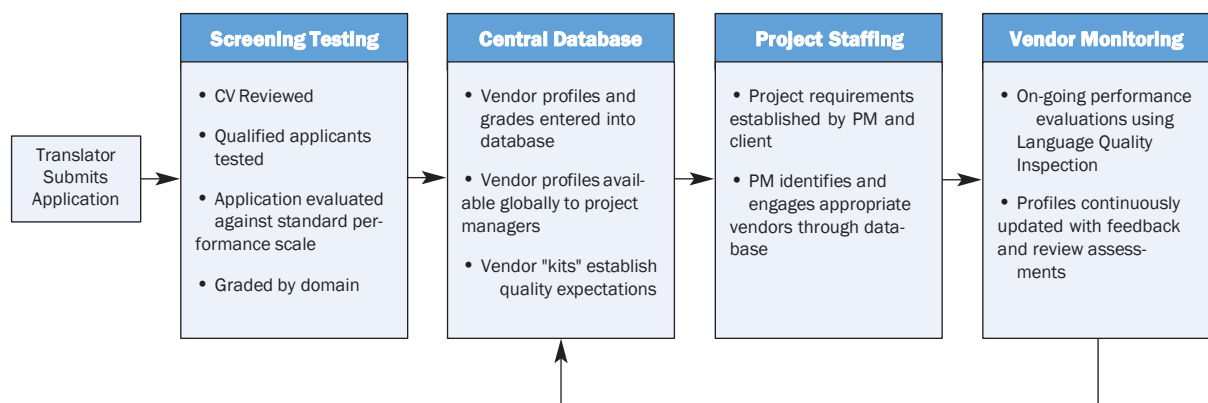 Translator
Submits
Application
Screening Testing
• CV Reviewed
• Qualified applicants
tested
• Application evaluated
against standard per-
formance scale
• Graded by domain
Central Database
• Vendor profiles and
grades entered into
database
• Vendor profiles avail-
able globally to project
managers
• Vendor "kits" establish
quality expectations
Project Staffing
• Project requirements
established by PM and
client
• PM identifies and
engages appropriate
vendors through data-
base
Vendor Monitoring
• On-going performance
evaluations using
Language Quality
Inspection
• Profiles continuously
updated with feedback
and review assess-
ments